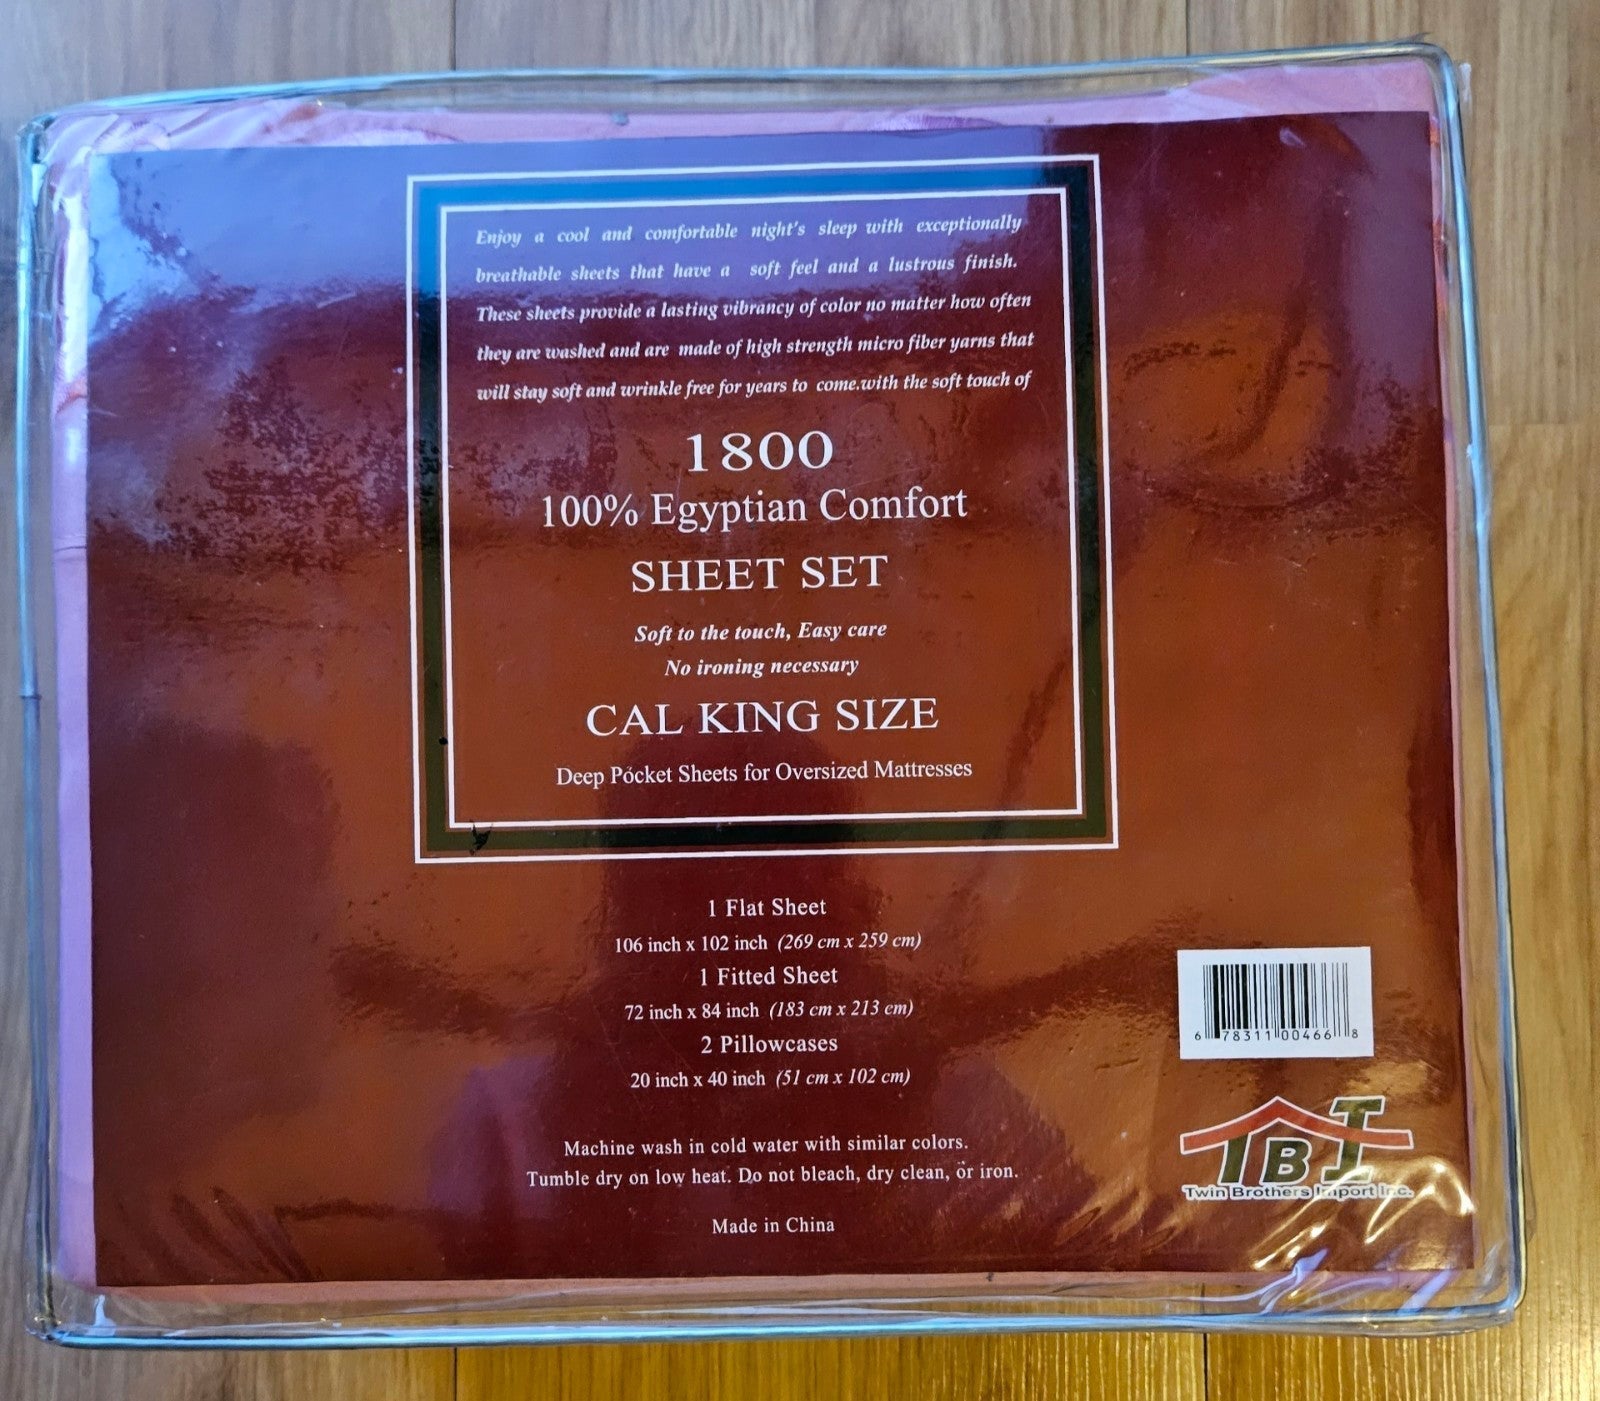 Enjoy a cool and comfortable night's sleep with exceptionally
breathable sheets that have a soft feel and a lustrous finish.
These sheets provide a lasting vibrancy of color no matter how often
they are washed and are made of high strength micro fiber yarns that
will stay soft and wrinkle free for years to come.with the soft touch of
1800
100% Egyptian Comfort
SHEET SET
Soft to the touch, Easy care
No ironing necessary
CAL KING SIZE
Deep Pocket Sheets for Oversized Mattresses
1 Flat Sheet
106 inch x 102 inch (269 cm x 259 cm)
1 Fitted Sheet
72 inch x 84 inch (183 cm x 213 cm)
2 Pillowcases
20 inch x 40 inch (51 cm x 102 cm)
Machine wash in cold water with similar colors.
Tumble dry on low heat. Do not bleach, dry clean, or iron.
Made in China
6 78311 00466 8
TBI
Twin Brothers Import Inc.